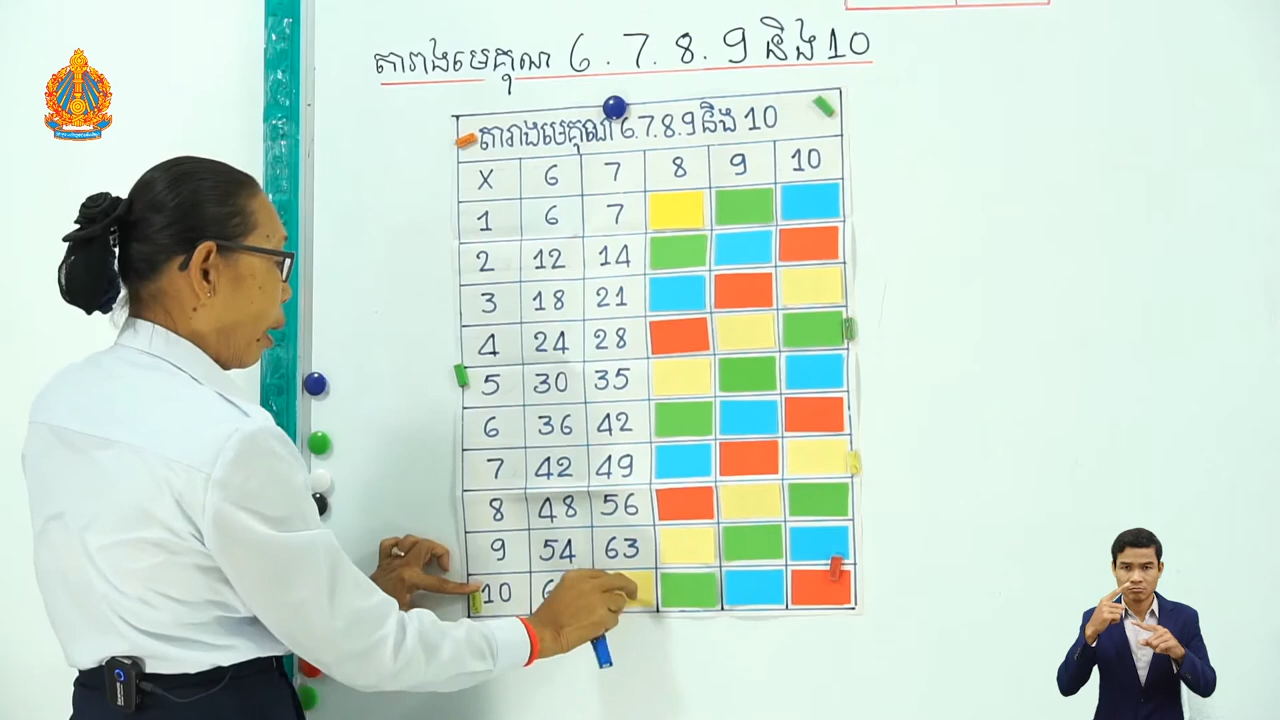 តារាងមេគុណ 6 . 7. 8. 9 និង 10
តារាងមេគុណ 6.7.8.9 និង 10
X 6 7 8 9 10
1 6 7
2 12 14
3 18 21
4 24 28
5 30 35
6 36 42
7 42 49
8 48 56
9 54 63
10